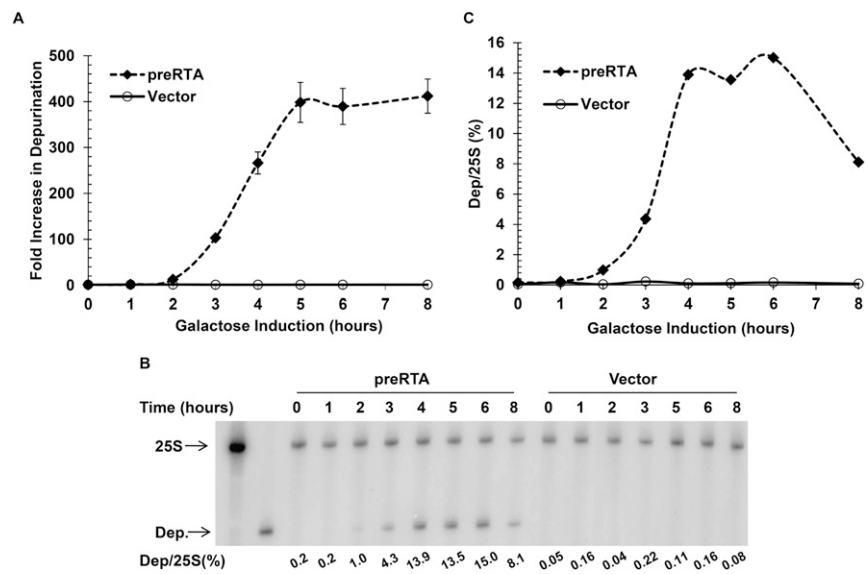 A
500
400
300
200
100
0
Fold Increase in Depurination
preRTA
Vector
0 1 2 3 4 5 6 7 8
Galactose Induction (hours)
C
16
14
12
10
8
6
4
2
0
Dep/25S (%)
preRTA
Vector
0 1 2 3 4 5 6 7 8
Galactose Induction (hours)
B
preRTA Vector
Time (hours) 0 1 2 3 4 5 6 8 0 1 2 3 5 6 8
25S
Dep.
Dep/25S(%) 0.2 0.2 1.0 4.3 13.9 13.5 15.0 8.1 0.05 0.16 0.04 0.22 0.11 0.16 0.08